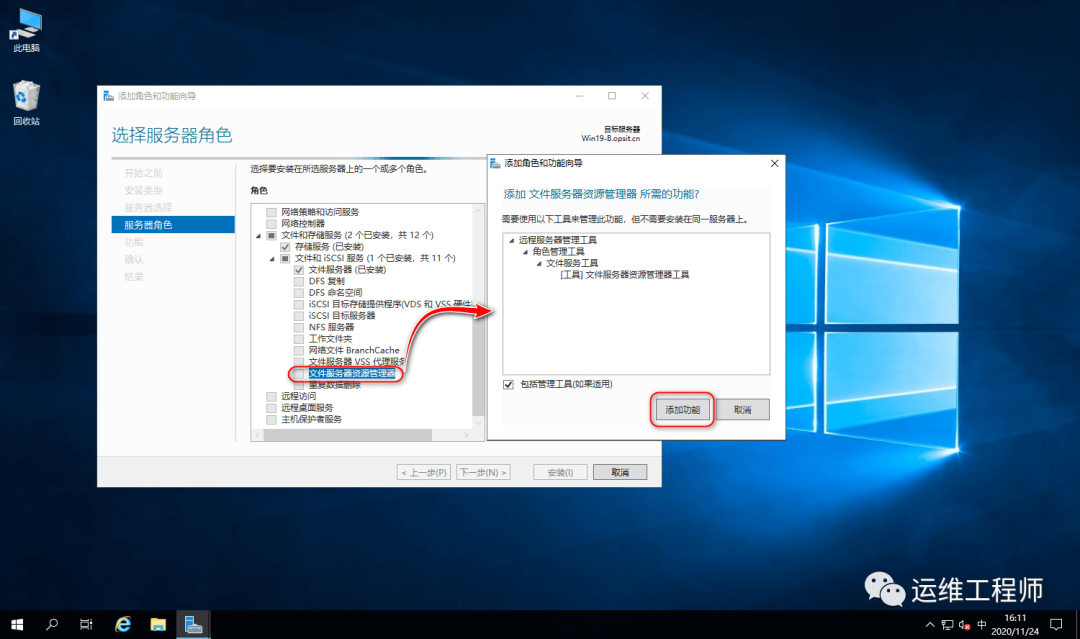 此电脑
回收站
添加角色和功能向导
选择服务器角色
目标服务器
Win19-B.opsit.cn
开始之前
安装类型
服务器选择
服务器角色
功能
确认
结果
选择要安装在所选服务器上的一个或多个角色。
角色
网络策略和访问服务
网络控制器
文件和存储服务 (2 个已安装，共 12 个)
存储服务 (已安装)
文件和 iSCSI 服务 (1 个已安装，共 11 个)
文件服务器 (已安装)
DFS 复制
DFS 命名空间
iSCSI 目标存储提供程序(VDS 和 VSS 硬件
iSCSI 目标服务器
NFS 服务器
工作文件夹
网络文件 BranchCache
文件服务器 VSS 代理服务
文件服务器资源管理器
重复数据删除
远程访问
远程桌面服务
主机保护者服务
< 上一步(P)
下一步(N) >
安装(I)
取消
添加角色和功能向导
添加 文件服务器资源管理器 所需的功能?
需要使用以下工具来管理此功能，但不需要安装在同一服务器上。
远程服务器管理工具
角色管理工具
文件服务工具
[工具] 文件服务器资源管理器工具
包括管理工具(如果适用)
添加功能
取消
运维工程师
中
16:11
2020/11/24